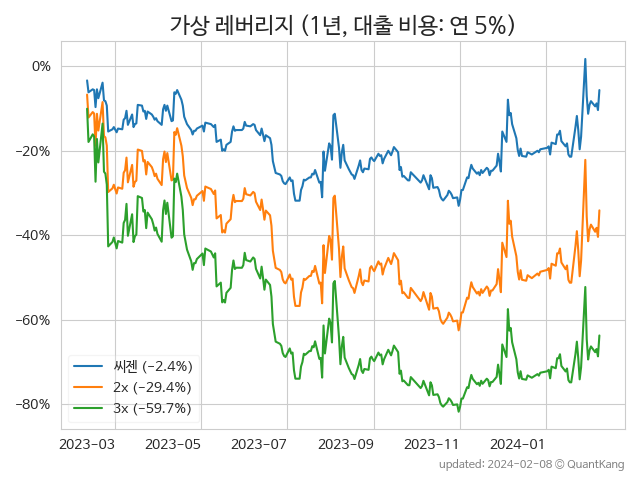 가상 레버리지 (1년, 대출 비용: 연 5%)
0%
−20%
−40%
−60%
−80%
씨젠 (−2.4%)
2x (−29.4%)
3x (−59.7%)
2023-03 2023-05 2023-07 2023-09 2023-11 2024-01
updated: 2024-02-08 © QuantKang